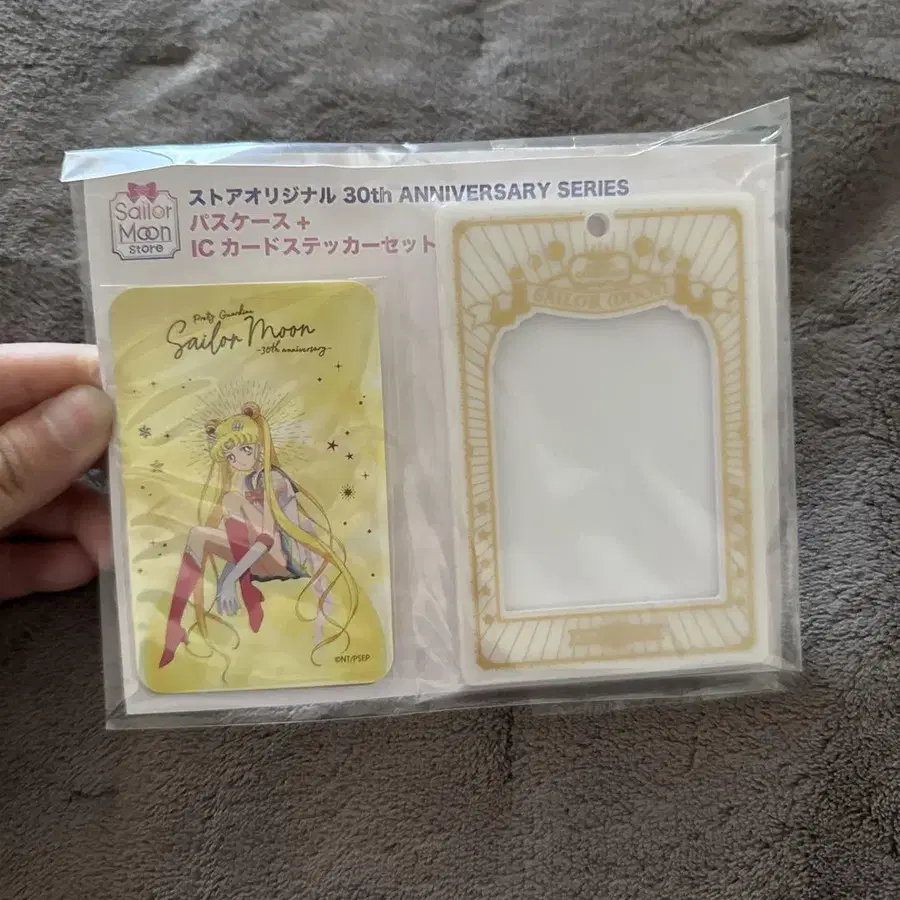 Sailor
Moon
store
ストアオリジナル 30th ANNIVERSARY SERIES
パスケース +
IC カードステッカーセット
Pretty Guardian
Sailor Moon
-30th anniversary-
©NT/PSEP
SAILOR MOON